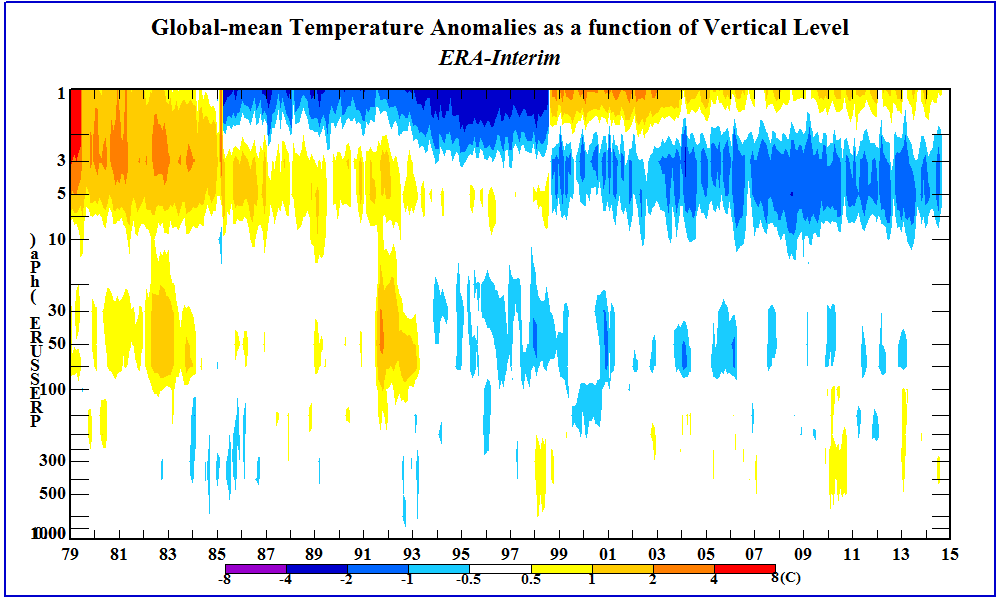 Global-mean Temperature Anomalies as a function of Vertical Level
ERA-Interim
PRESSURE (hPa)
1
3
5
10
30
50
100
300
500
1000
79 81 83 85 87 89 91 93 95 97 99 01 03 05 07 09 11 13 15
-8 -4 -2 -1 -0.5 0.5 1 2 4 8 (C)